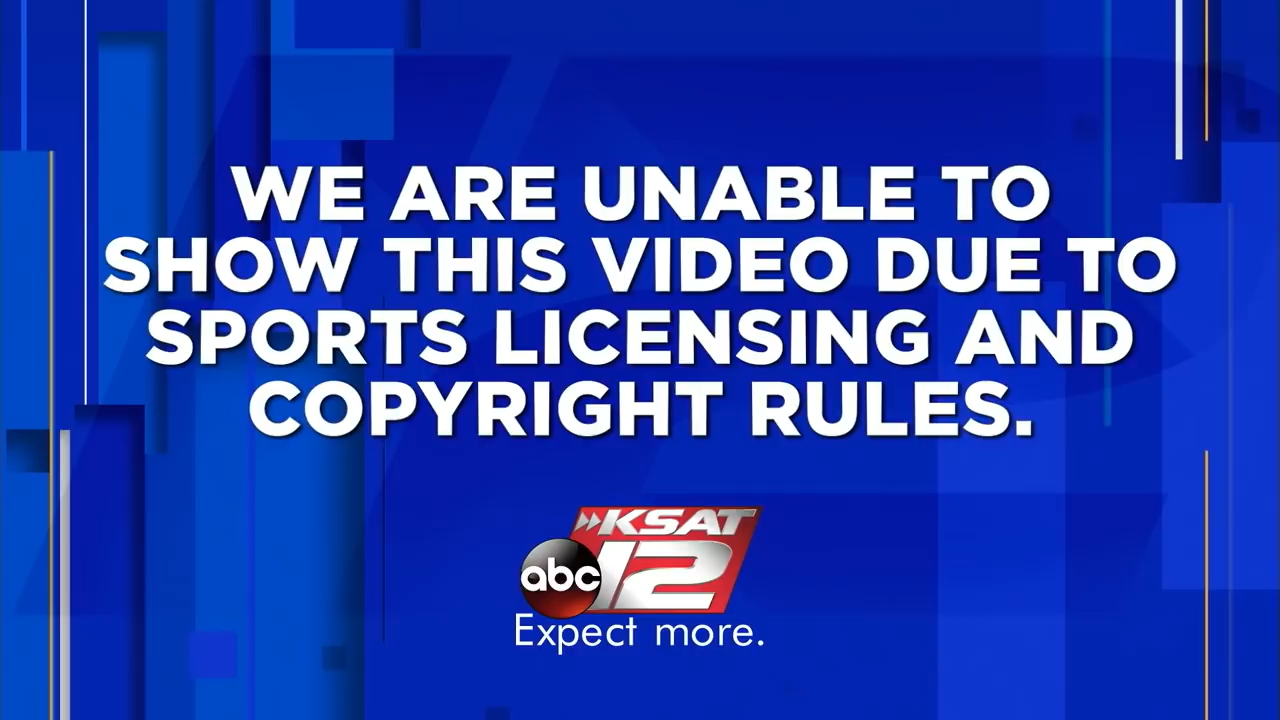 WE ARE UNABLE TO
SHOW THIS VIDEO DUE TO
SPORTS LICENSING AND
COPYRIGHT RULES.
KSAT
abc 12
Expect more.